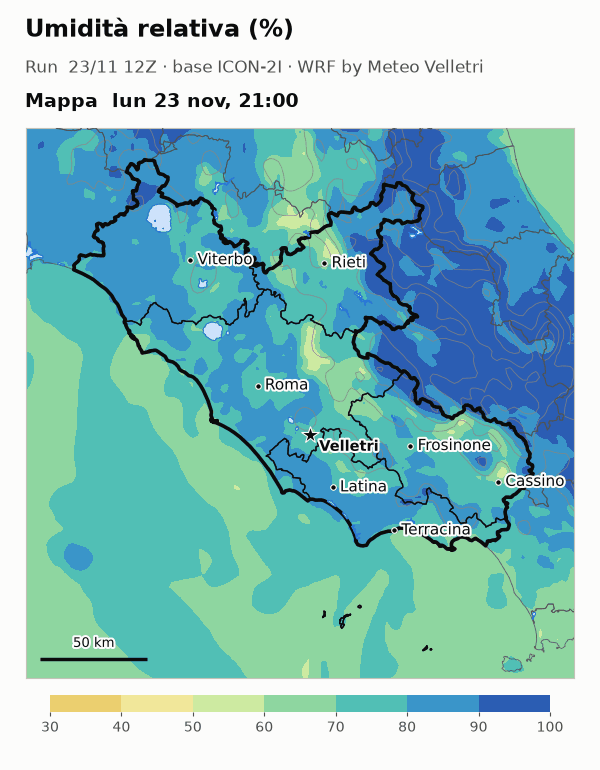 Umidità relativa (%)
Run  23/11 12Z · base ICON-2I · WRF by Meteo Velletri
Mappa  lun 23 nov, 21:00
Viterbo
Rieti
Roma
Velletri
Frosinone
Cassino
Latina
Terracina
50 km
30 40 50 60 70 80 90 100